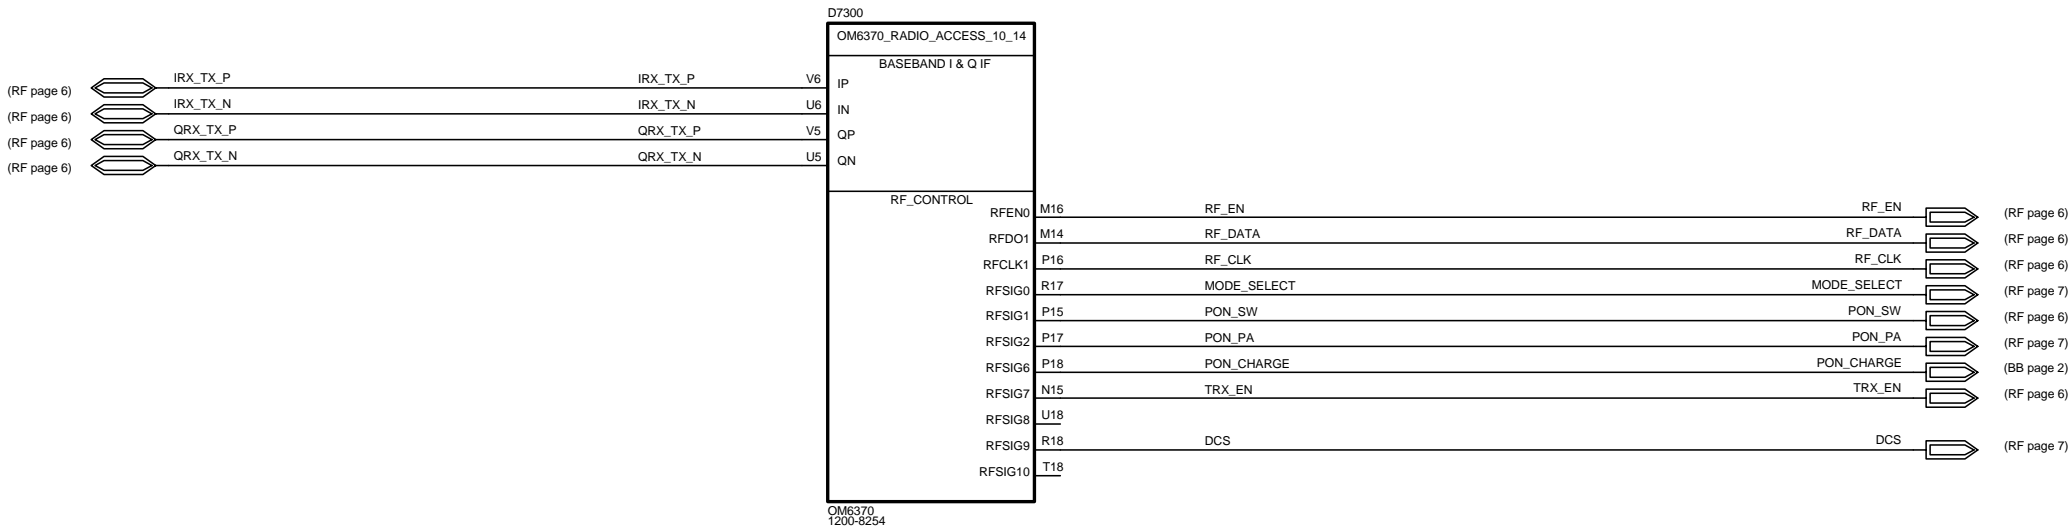 D7300
OM6370_RADIO_ACCESS_10_14
BASEBAND I & Q IF
(RF page 6) IRX_TX_P IRX_TX_P V6 IP
(RF page 6) IRX_TX_N IRX_TX_N U6 IN
(RF page 6) QRX_TX_P QRX_TX_P V5 QP
(RF page 6) QRX_TX_N QRX_TX_N U5 QN
RF_CONTROL
RFEN0 M16 RF_EN RF_EN (RF page 6)
RFDO1 M14 RF_DATA RF_DATA (RF page 6)
RFCLK1 P16 RF_CLK RF_CLK (RF page 6)
RFSIG0 R17 MODE_SELECT MODE_SELECT (RF page 7)
RFSIG1 P15 PON_SW PON_SW (RF page 6)
RFSIG2 P17 PON_PA PON_PA (RF page 7)
RFSIG6 P18 PON_CHARGE PON_CHARGE (BB page 2)
RFSIG7 N15 TRX_EN TRX_EN (RF page 6)
RFSIG8 U18
RFSIG9 R18 DCS DCS (RF page 7)
RFSIG10 T18
OM6370
1200-8254